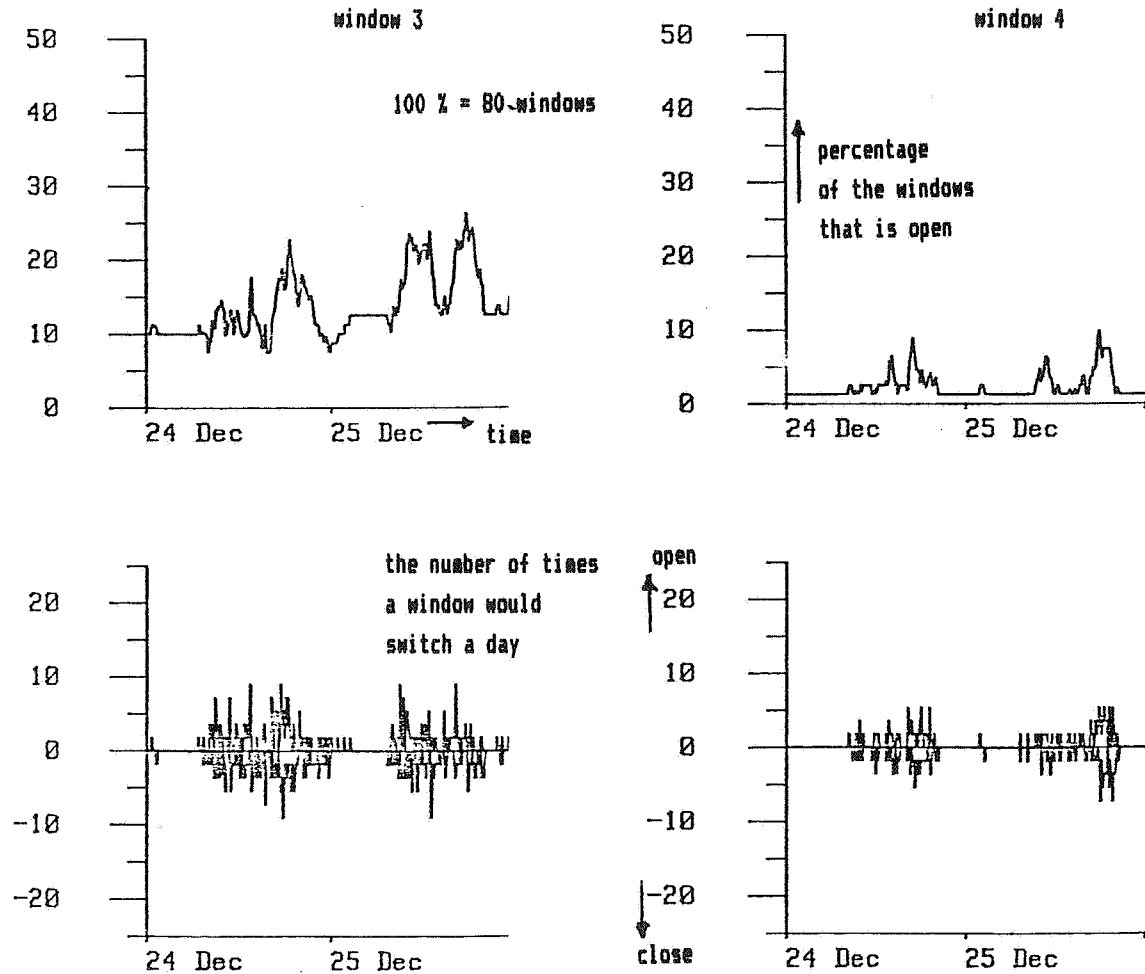 window 3
50
40
30
20
10
0
100 % = 80 windows
24 Dec
25 Dec
time
window 4
50
40
30
20
10
0
percentage
of the windows
that is open
24 Dec
25 Dec
20
10
0
-10
-20
the number of times
a window would
switch a day
24 Dec
25 Dec
open
20
10
0
-10
-20
close
24 Dec
25 Dec